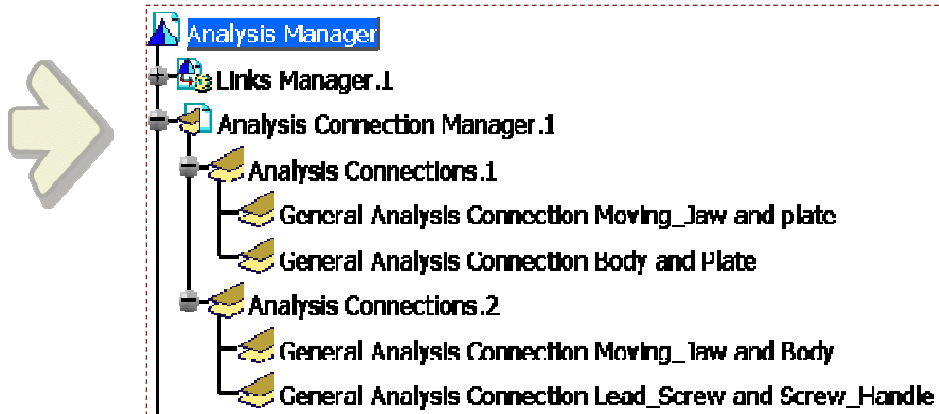 Analysis Manager
Links Manager.1
Analysis Connection Manager.1
Analysis Connections.1
General Analysis Connection Moving_Jaw and plate
General Analysis Connection Body and Plate
Analysis Connections.2
General Analysis Connection Moving_Jaw and Body
General Analysis Connection Lead_Screw and Screw_Handle